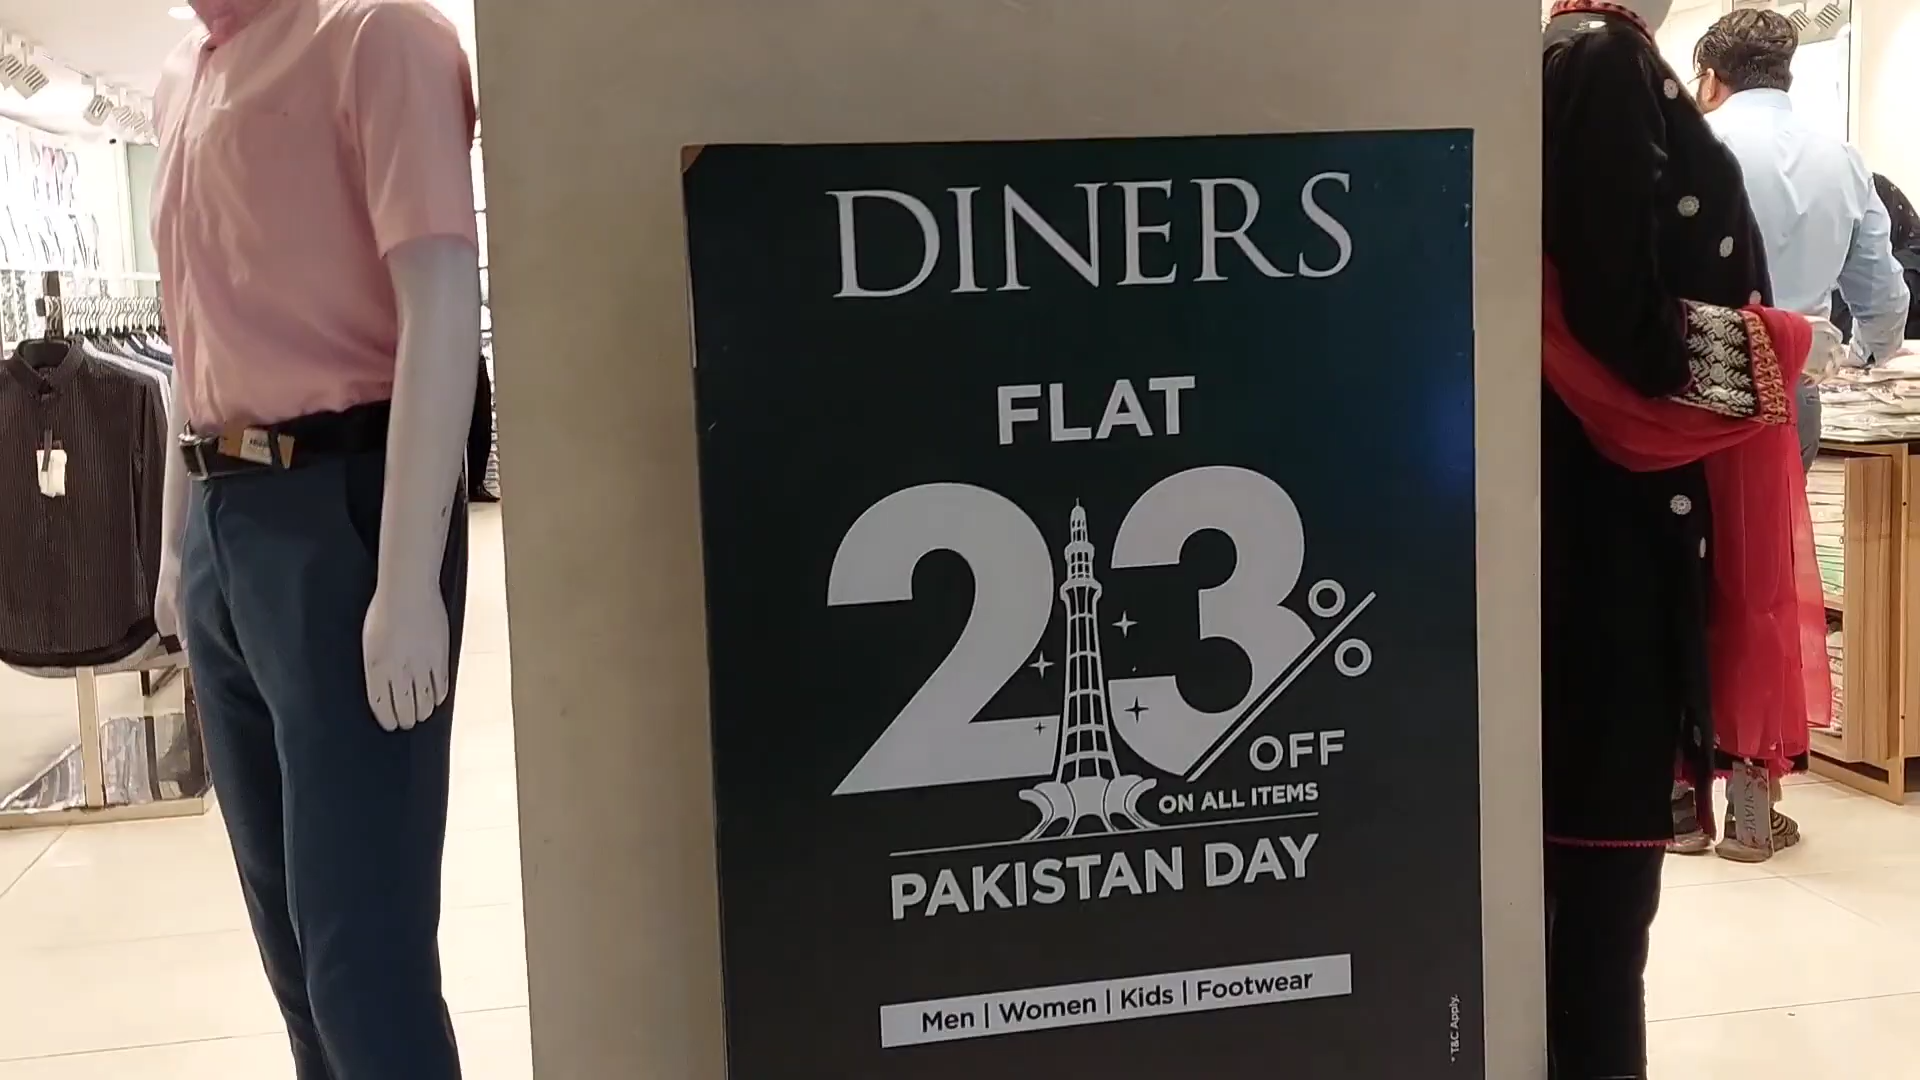 DINERS
FLAT
23%
OFF
ON ALL ITEMS
PAKISTAN DAY
Men | Women | Kids | Footwear
* T&C Apply.